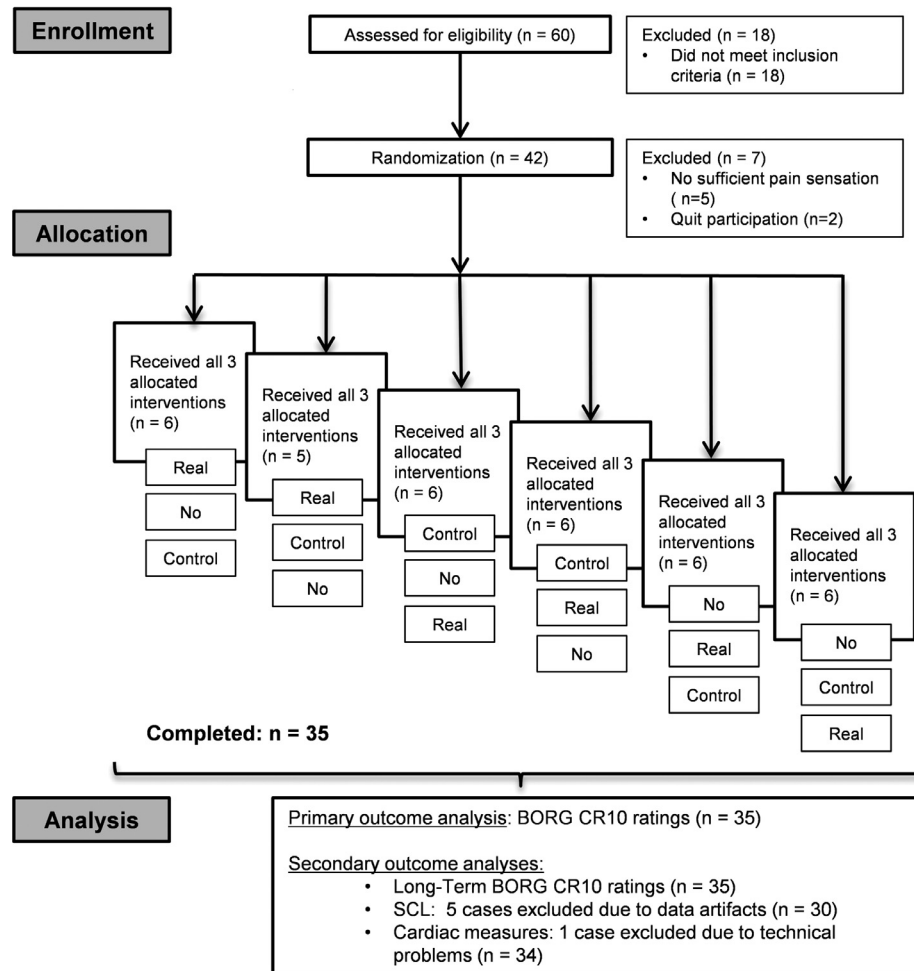 Enrollment
Assessed for eligibility (n = 60)
Excluded (n = 18)
• Did not meet inclusion
criteria (n = 18)
Randomization (n = 42)
Excluded (n = 7)
• No sufficient pain sensation
( n=5)
• Quit participation (n=2)
Allocation
Received all 3
allocated
interventions
(n = 6)
Real
No
Control
Received all 3
allocated
interventions
(n = 5)
Real
Control
No
Received all 3
allocated
interventions
(n = 6)
Control
No
Real
Received all 3
allocated
interventions
(n = 6)
Control
Real
No
Received all 3
allocated
interventions
(n = 6)
No
Real
Control
Received all 3
allocated
interventions
(n = 6)
No
Control
Real
Completed: n = 35
Analysis
Primary outcome analysis: BORG CR10 ratings (n = 35)
Secondary outcome analyses:
• Long-Term BORG CR10 ratings (n = 35)
• SCL: 5 cases excluded due to data artifacts (n = 30)
• Cardiac measures: 1 case excluded due to technical
problems (n = 34)